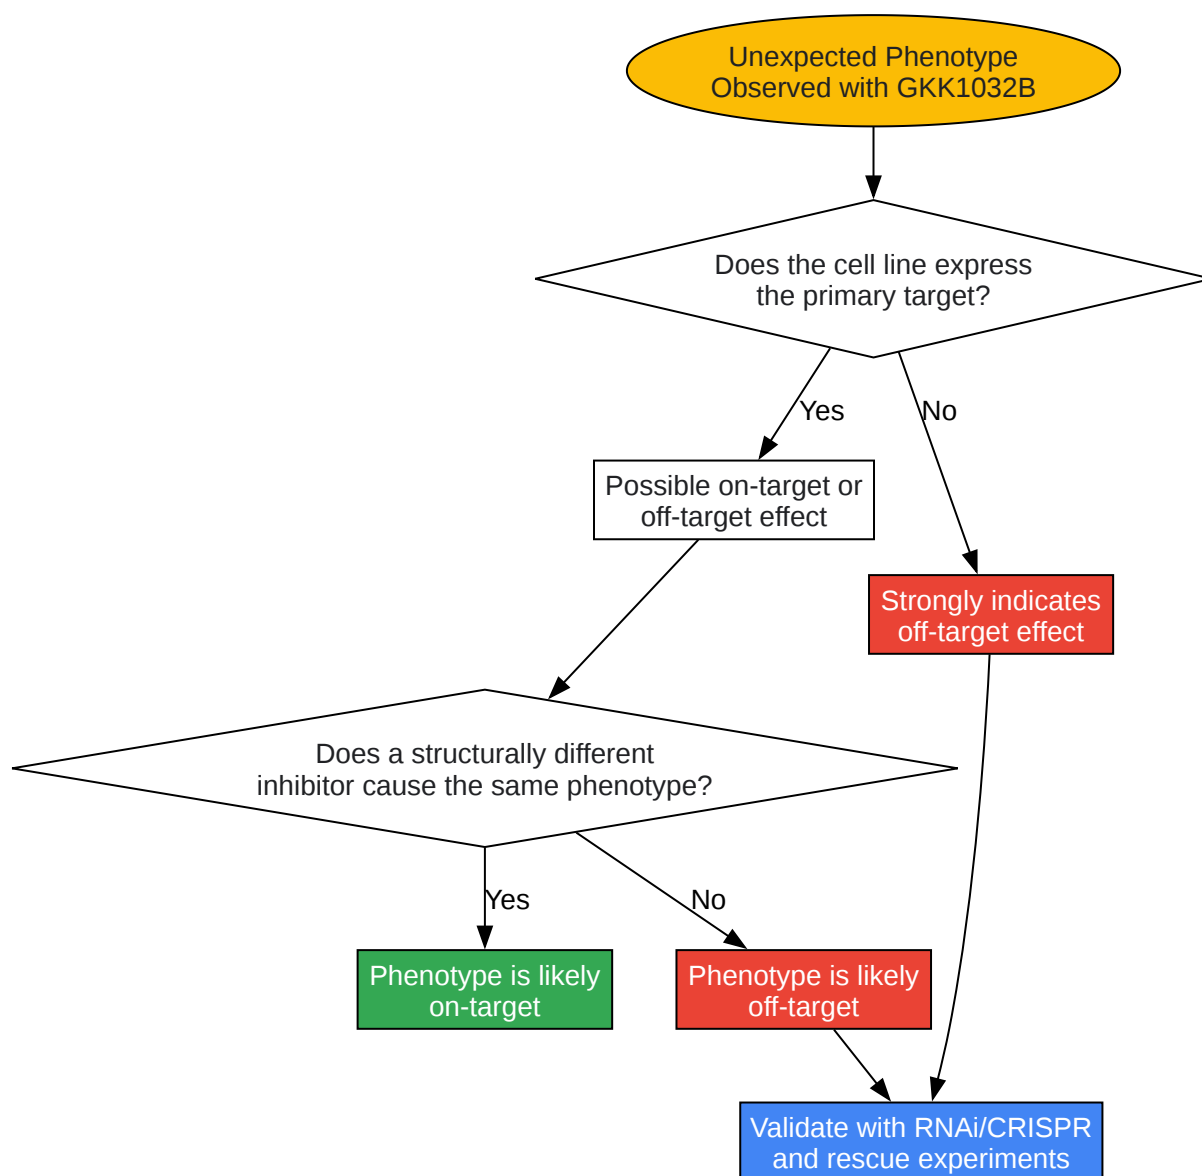 Unexpected Phenotype
Observed with GKK1032B
Does the cell line express
the primary target?
Yes
No
Possible on-target or
off-target effect
Strongly indicates
off-target effect
Does a structurally different
inhibitor cause the same phenotype?
Yes
No
Phenotype is likely
on-target
Phenotype is likely
off-target
Validate with RNAi/CRISPR
and rescue experiments